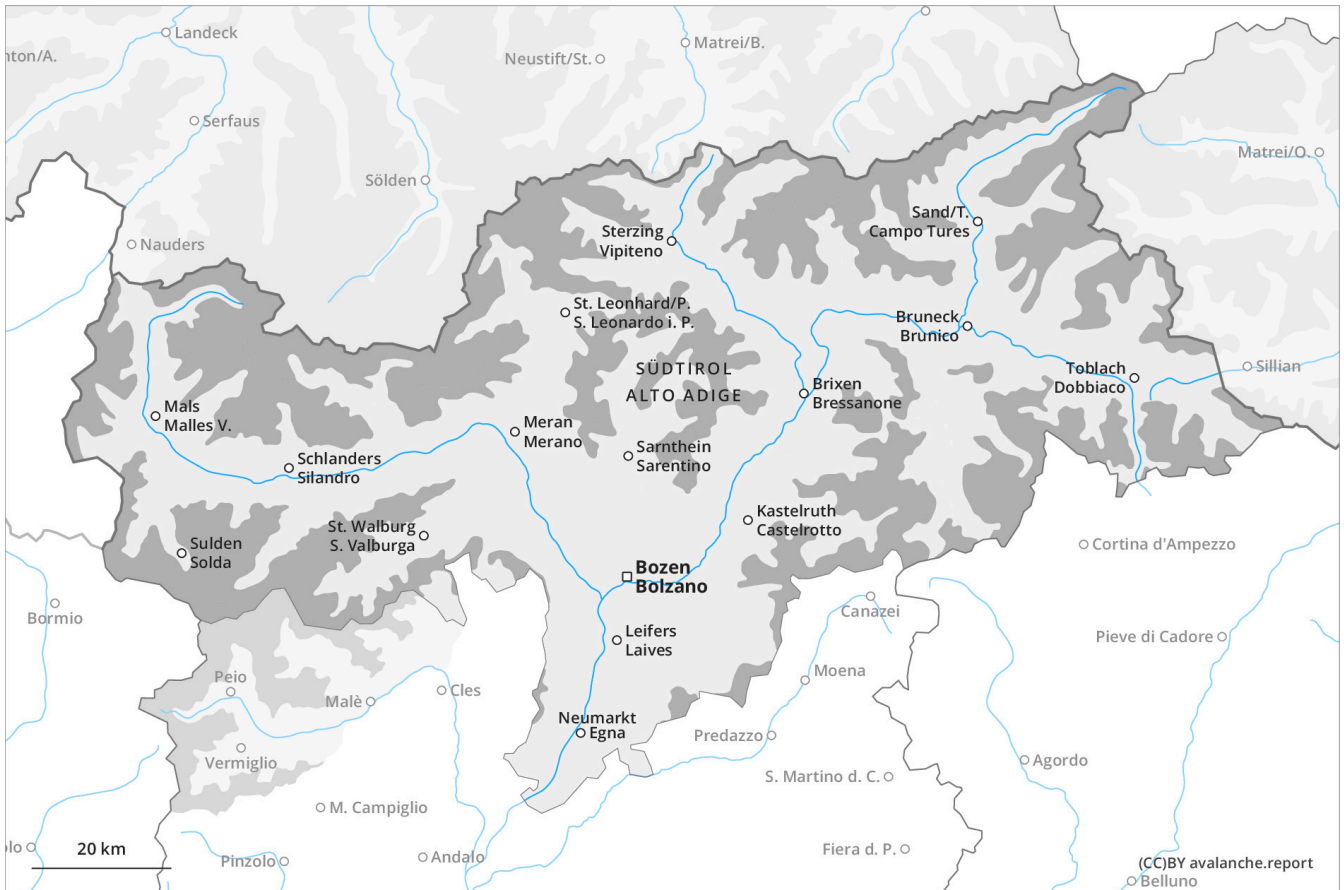 Landeck
Matrei/B.
nton/A.
Neustift/St.
Serfaus
Matrei/O.
Sölden
Sand/T.
Campo Tures
Sterzing
Vipiteno
Nauders
St. Leonhard/P.
S. Leonardo i. P.
Bruneck
Brunico
SÜDTIROL
ALTO ADIGE
Toblach
Dobbiaco
Sillian
Brixen
Bressanone
Mals
Malles V.
Meran
Merano
Schlanders
Silandro
Sarnthein
Sarentino
Kastelruth
Castelrotto
St. Walburg
S. Valburga
Sulden
Solda
Cortina d'Ampezzo
Bozen
Bolzano
Bormio
Canazei
Leifers
Laives
Pieve di Cadore
Peio
Moena
Malè
Cles
Neumarkt
Egna
Predazzo
Vermiglio
Agordo
S. Martino d. C.
M. Campiglio
20 km
Pinzolo
Andalo
Fiera d. P.
(CC)BY avalanche.report
Belluno